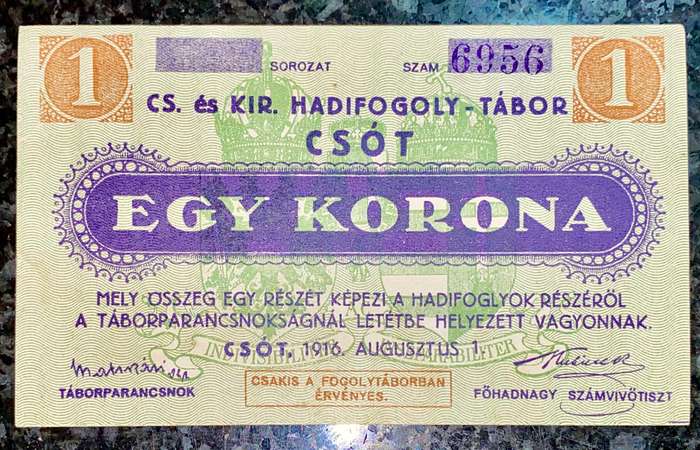 1 SOROZAT SZAM 6956 1
CS. és KIR. HADIFOGOLY-TÁBOR
CSÓT
EGY KORONA
MELY ÖSSZEG EGY RÉSZÉT KÉPEZI A HADIFOGLYOK RÉSZÉRŐL
A TÁBORPARANCSNOKSÁGNÁL LETÉTBE HELYEZETT VAGYONNAK.
CSÓT, 1916. AUGUSZTUS 1.
TÁBORPARANCSNOK
CSAKIS A FOGOLYTÁBORBAN
ÉRVÉNYES.
FŐHADNAGY SZÁMVIVŐTISZT